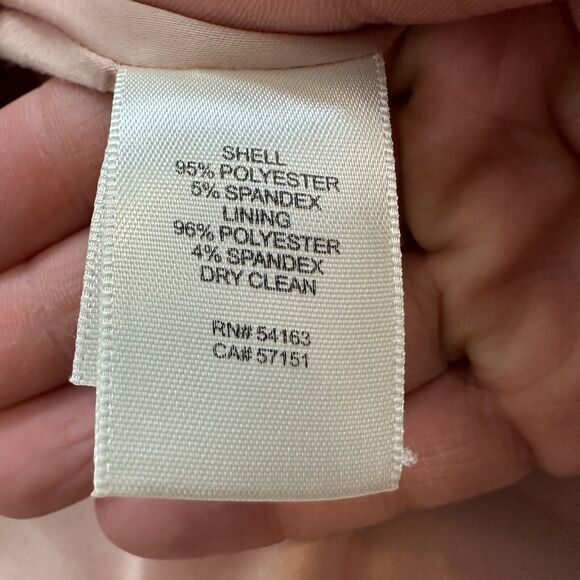 SHELL
95% POLYESTER
5% SPANDEX
LINING
96% POLYESTER
4% SPANDEX
DRY CLEAN
RN# 54163
CA# 57151